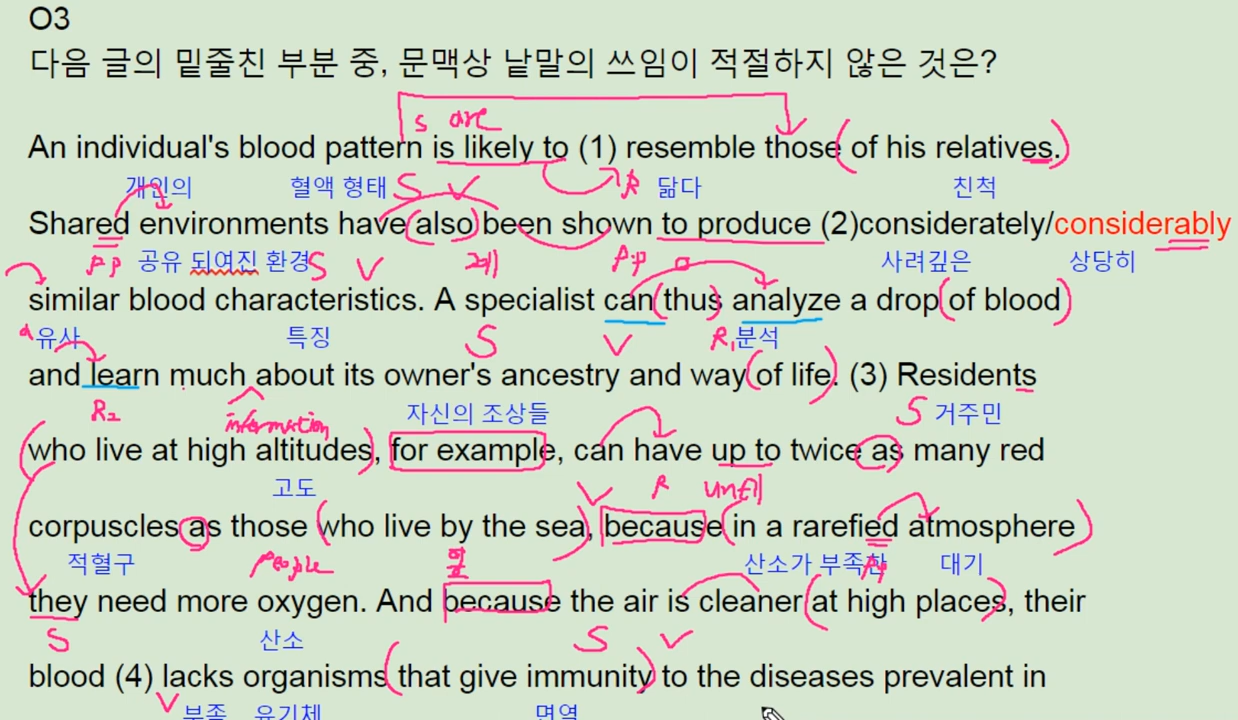 03
다음 글의 밑줄친 부분 중, 문맥상 낱말의 쓰임이 적절하지 않은 것은?
s are
An individual's blood pattern is likely to (1) resemble those of his relatives.
개인의 혈액 형태 S V R 닮다 친척
Shared environments have also been shown to produce (2)considerately/considerably
p.p 공유 되여진 환경 S V p.p 사려깊은 상당히
similar blood characteristics. A specialist can thus analyze a drop of blood
a 유사 특징 S V R1 분석
and learn much about its owner's ancestry and way of life. (3) Residents
R2 information 자신의 조상들 S 거주민
who live at high altitudes, for example, can have up to twice as many red
고도 V R until
corpuscles as those who live by the sea, because in a rarefied atmosphere
적혈구 people 산소가 부족한 대기
they need more oxygen. And because the air is cleaner at high places, their
S 산소 S V
blood (4) lacks organisms that give immunity to the diseases prevalent in
V 부족 유기체 면역